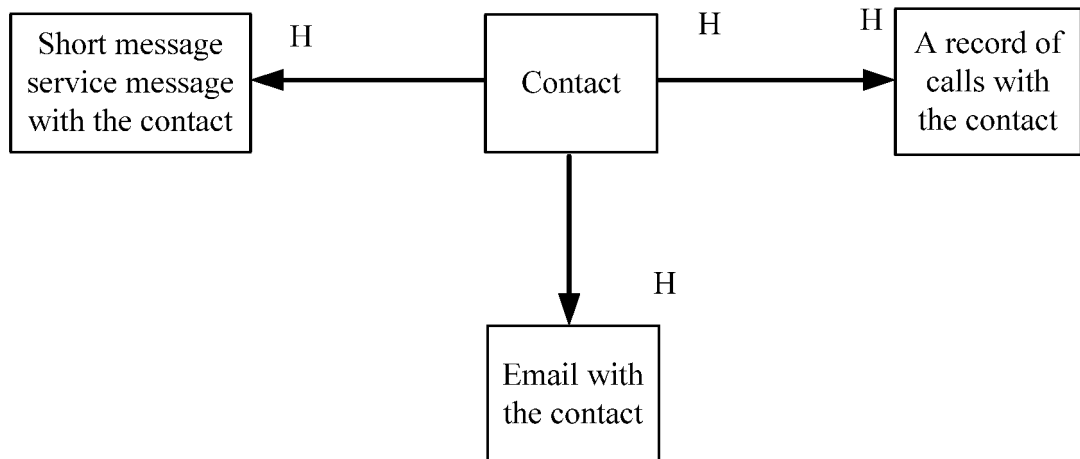 H
Short message
service message
with the contact
Contact
H
H
A record of
calls with
the contact
H
Email with
the contact